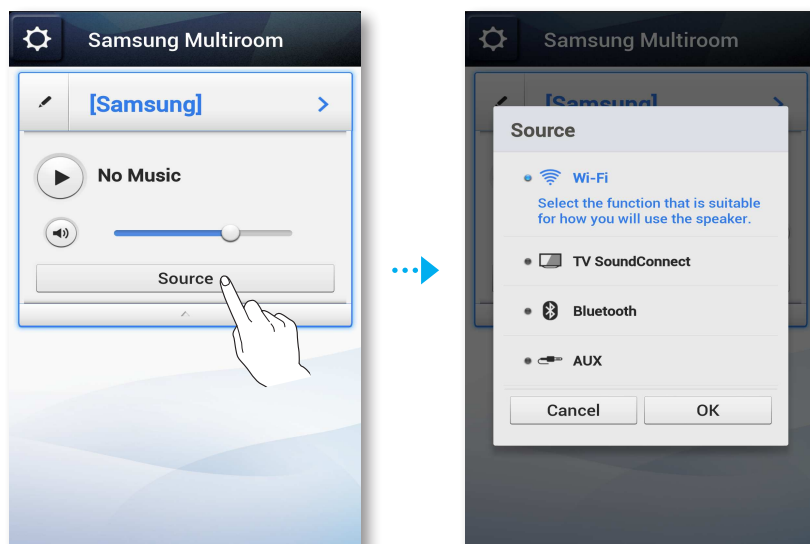 Samsung Multiroom
[Samsung]
No Music
Source
Samsung Multiroom
[Samsung]
Source
Wi-Fi
Select the function that is suitable
for how you will use the speaker.
TV SoundConnect
Bluetooth
AUX
Cancel
OK